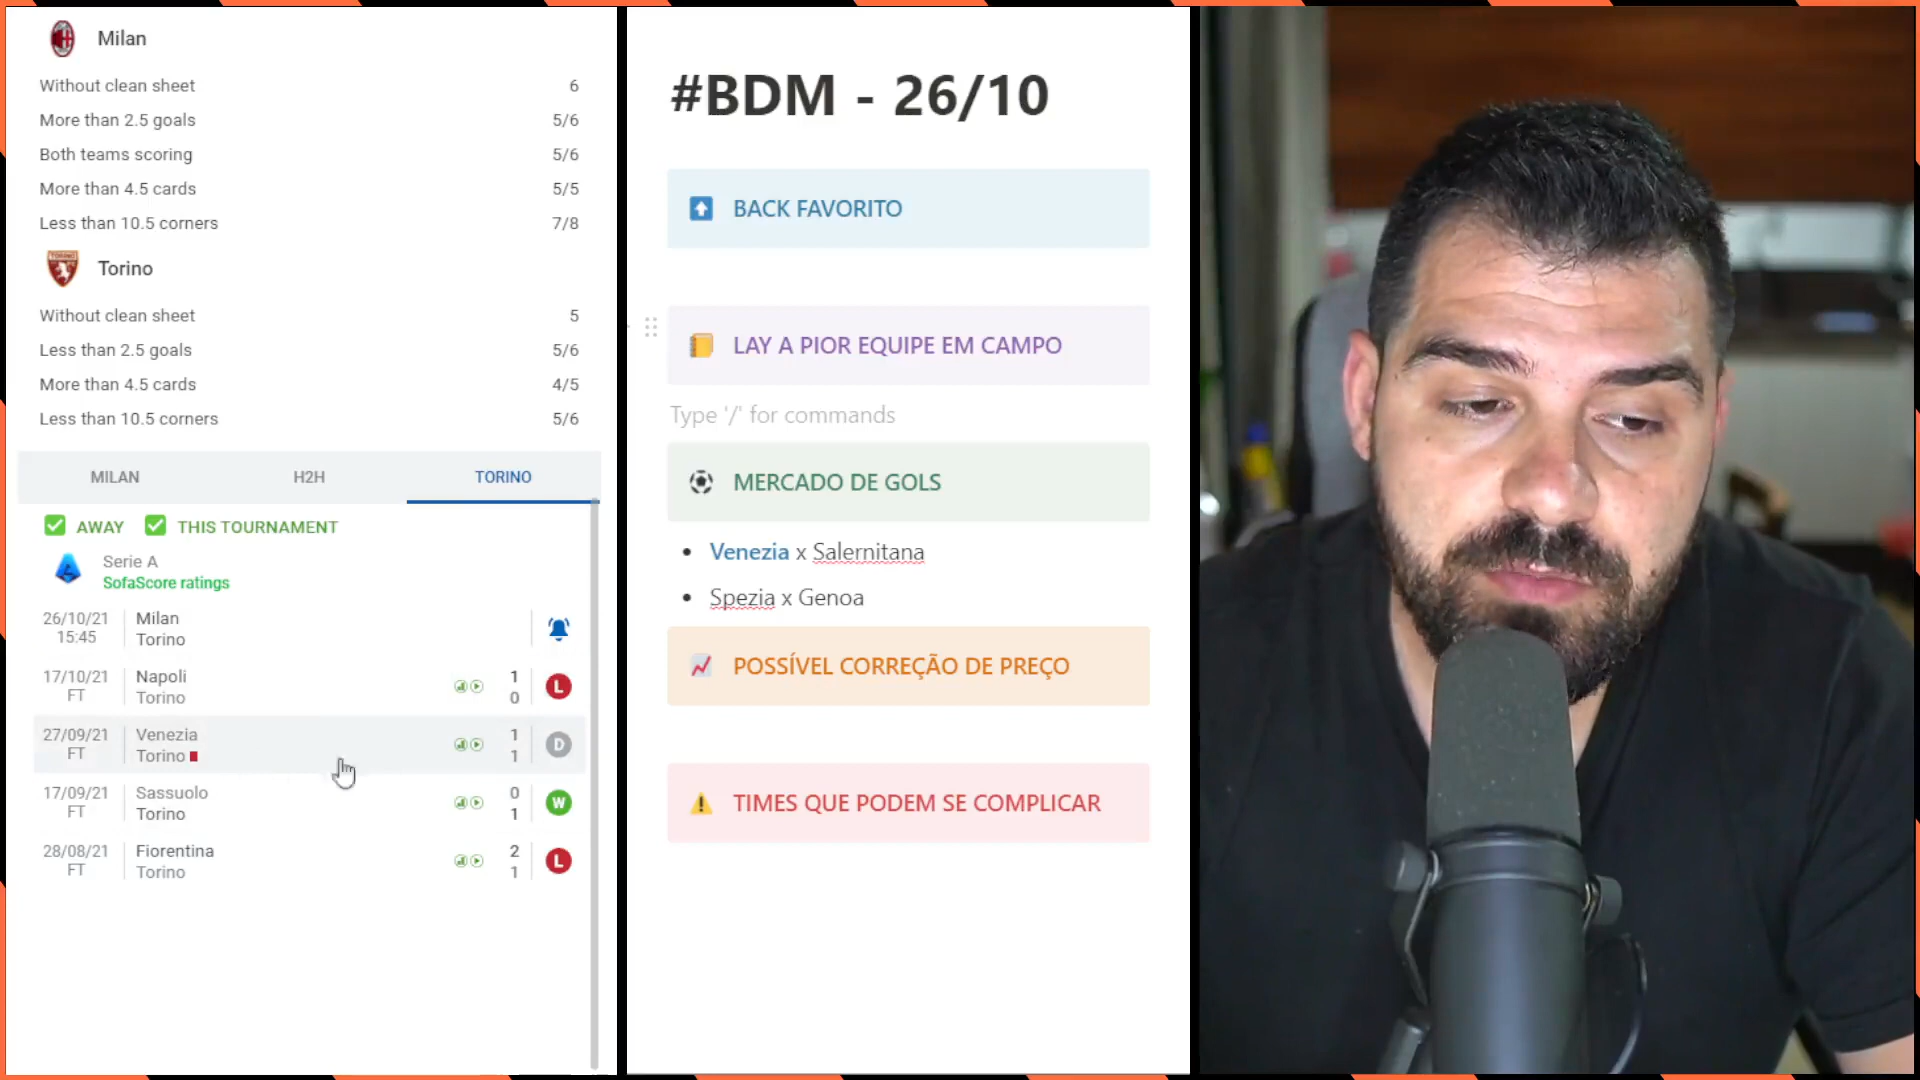 Milan
Without clean sheet 6
More than 2.5 goals 5/6
Both teams scoring 5/6
More than 4.5 cards 5/5
Less than 10.5 corners 7/8
Torino
Without clean sheet 5
Less than 2.5 goals 5/6
More than 4.5 cards 4/5
Less than 10.5 corners 5/6
MILAN H2H TORINO
AWAY THIS TOURNAMENT
Serie A
SofaScore ratings
26/10/21 Milan
15:45 Torino
17/10/21 Napoli 1
FT Torino 0 L
27/09/21 Venezia 1
FT Torino 1 D
17/09/21 Sassuolo 0
FT Torino 1 W
28/08/21 Fiorentina 2
FT Torino 1 L
#BDM - 26/10
BACK FAVORITO
LAY A PIOR EQUIPE EM CAMPO
Type '/' for commands
MERCADO DE GOLS
• Venezia x Salernitana
• Spezia x Genoa
POSSÍVEL CORREÇÃO DE PREÇO
TIMES QUE PODEM SE COMPLICAR